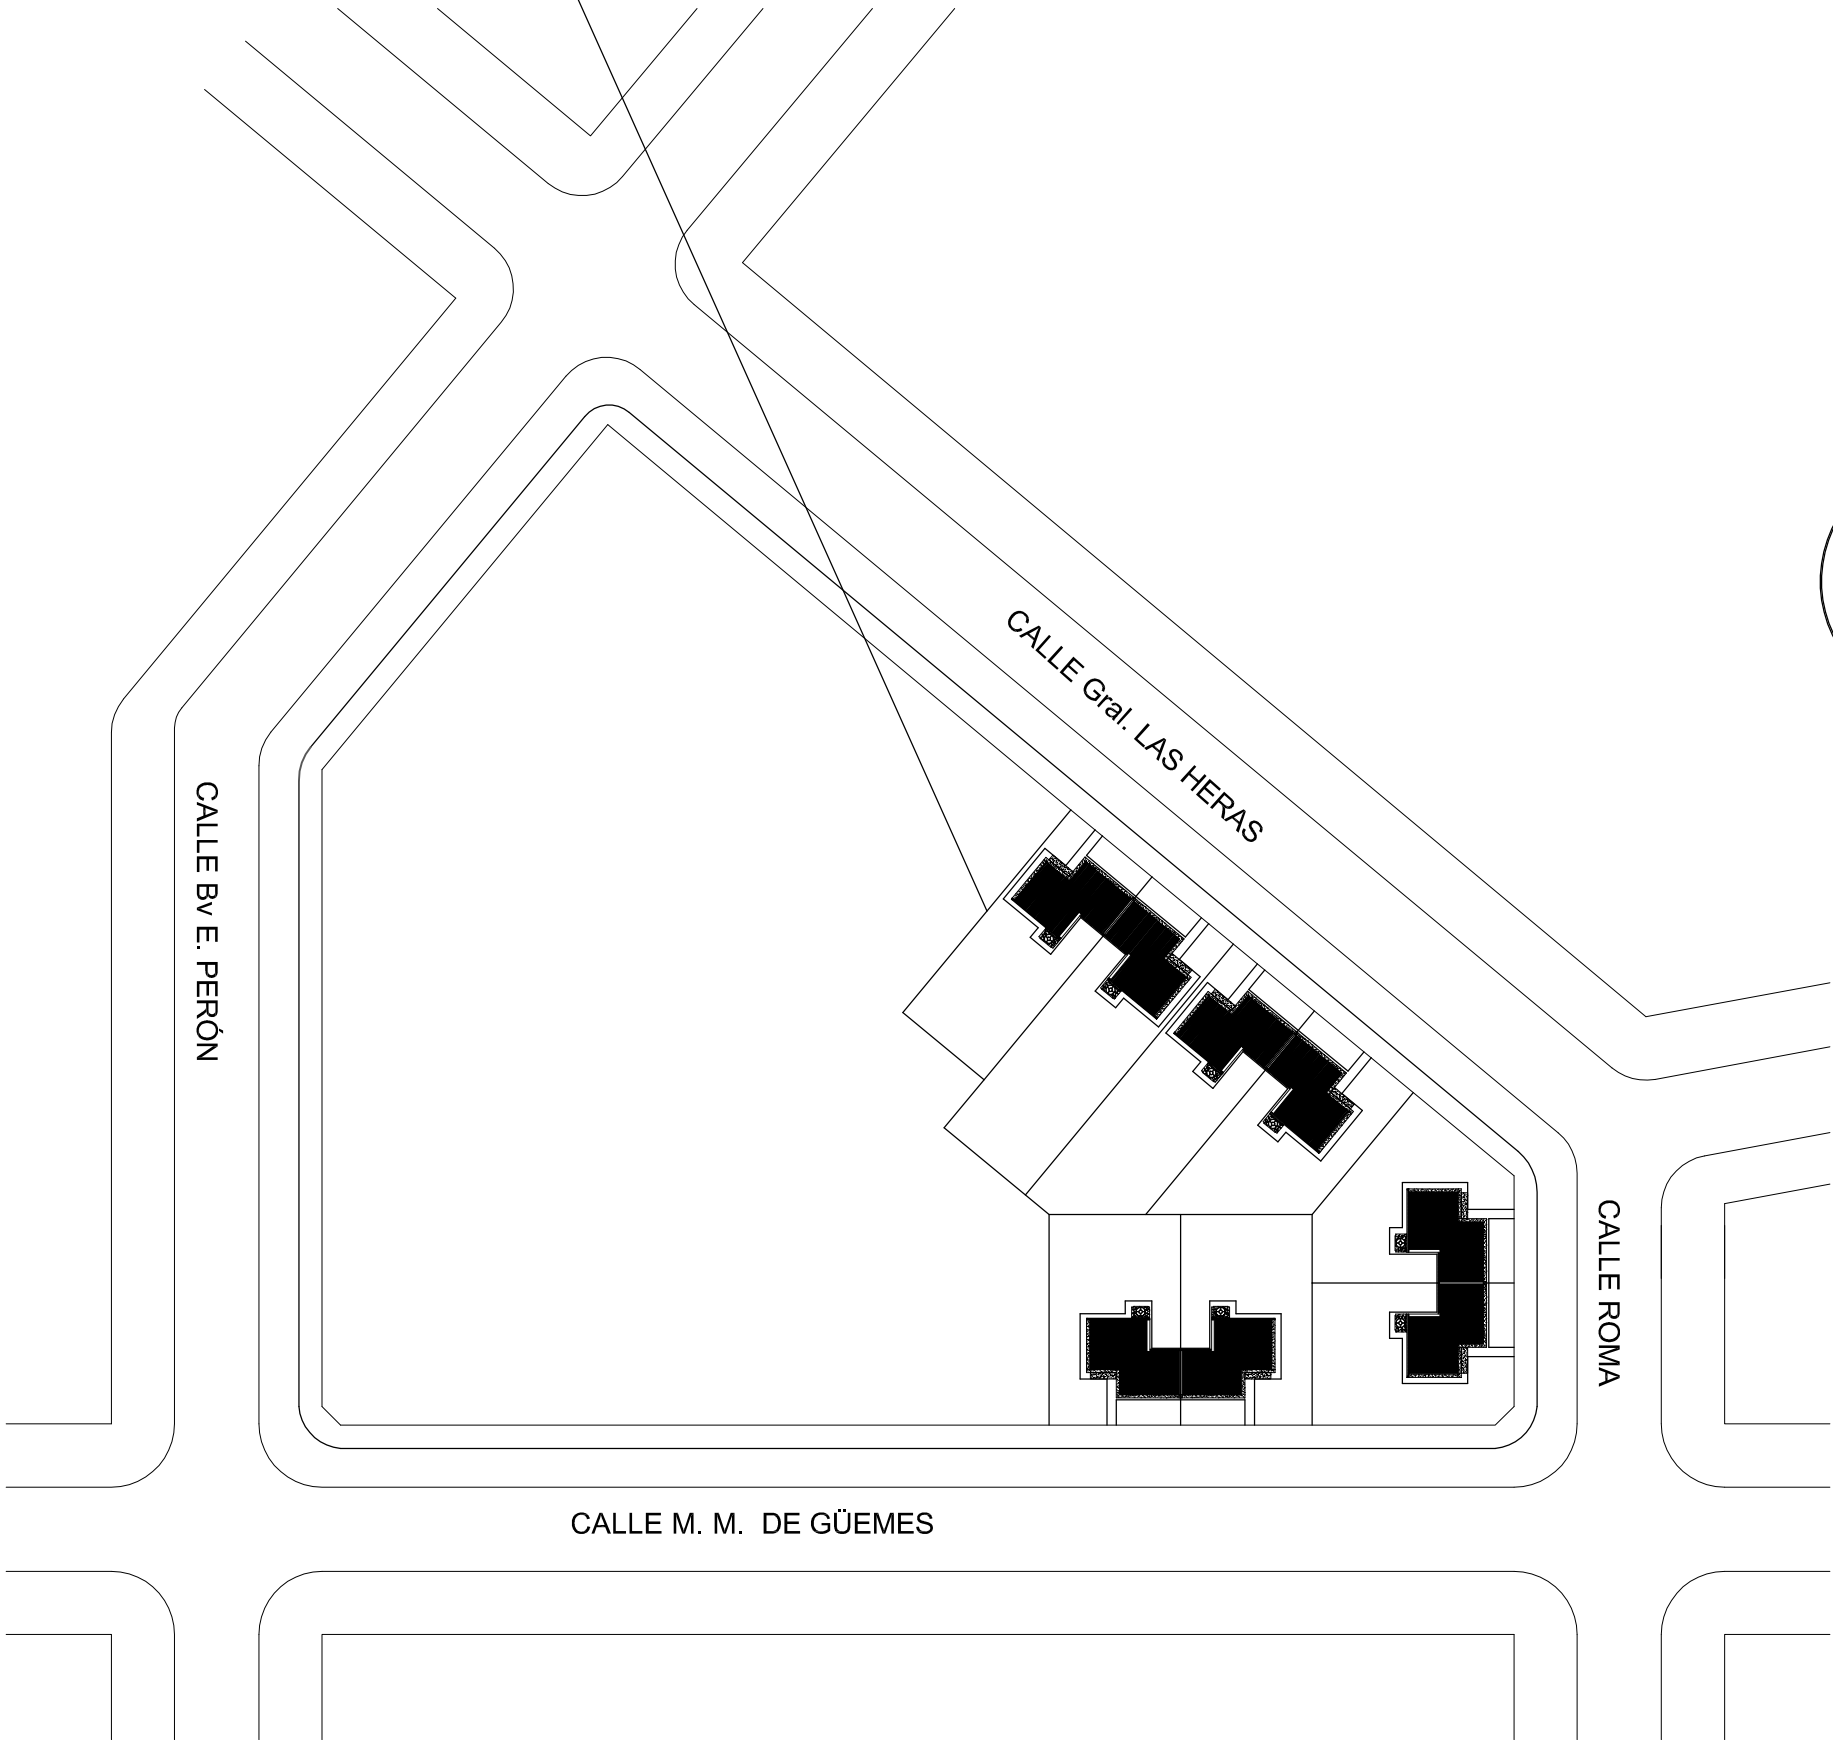 CALLE Gral. LAS HERAS
CALLE Bv E. PERÓN
CALLE ROMA
CALLE M. M. DE GÜEMES